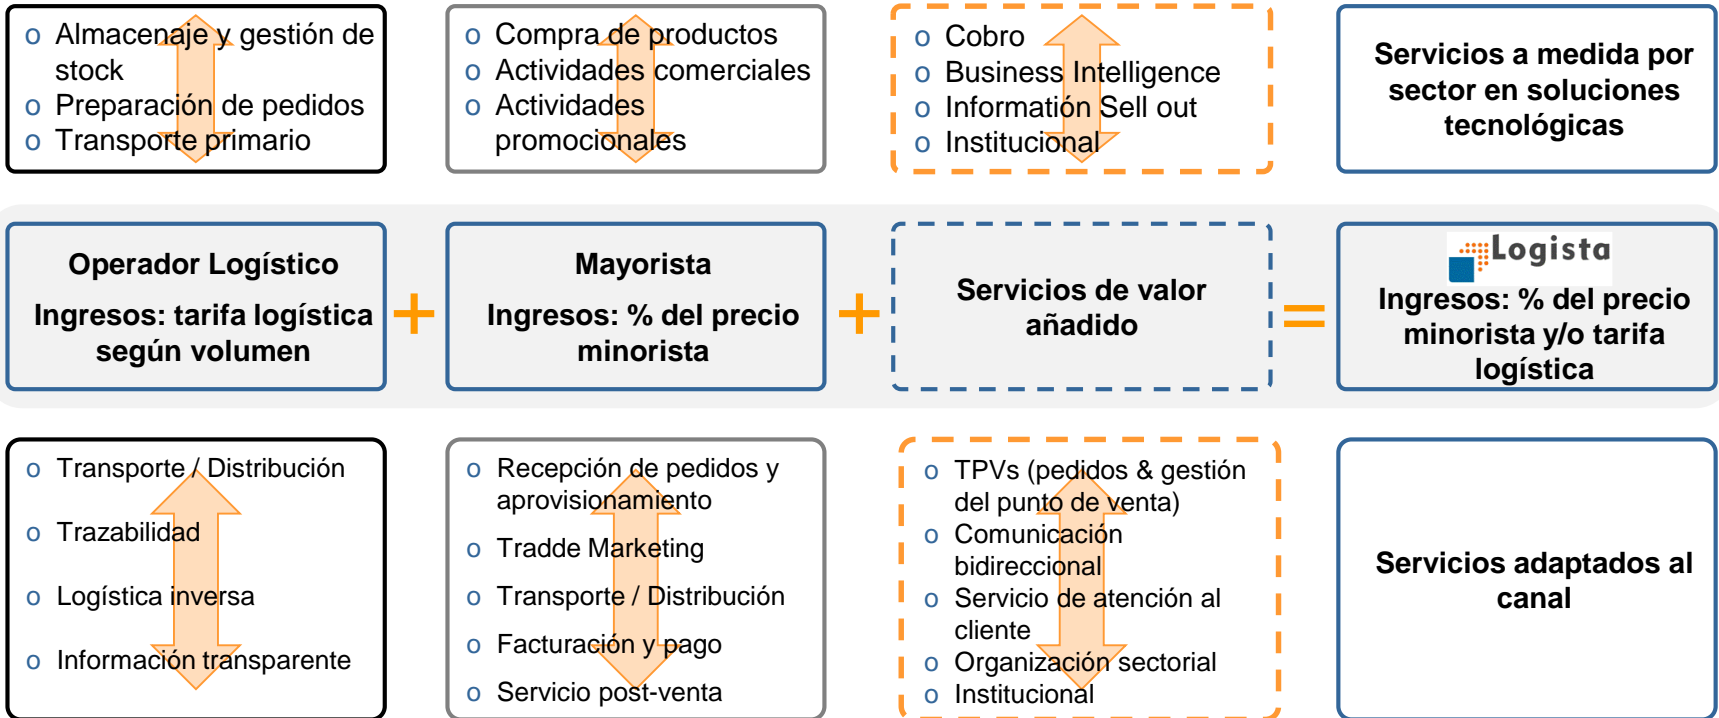 o Almacenaje y gestión de
stock
o Preparación de pedidos
o Transporte primario
o Compra de productos
o Actividades comerciales
o Actividades
promocionales
o Cobro
o Business Intelligence
o Informatión Sell out
o Institucional
Servicios a medida por
sector en soluciones
tecnológicas
Operador Logístico
Ingresos: tarifa logística
según volumen
+
Mayorista
Ingresos: % del precio
minorista
+
Servicios de valor
añadido
=
Logista
Ingresos: % del precio
minorista y/o tarifa
logística
o Transporte / Distribución
o Trazabilidad
o Logística inversa
o Información transparente
o Recepción de pedidos y
aprovisionamiento
o Tradde Marketing
o Transporte / Distribución
o Facturación y pago
o Servicio post-venta
o TPVs (pedidos & gestión
del punto de venta)
o Comunicación
bidireccional
o Servicio de atención al
cliente
o Organización sectorial
o Institucional
Servicios adaptados al
canal